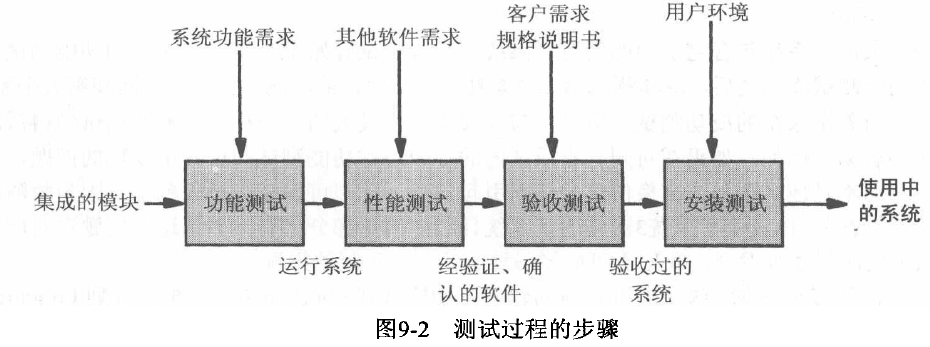 系统功能需求
其他软件需求
客户需求
规格说明书
用户环境
集成的模块
功能测试
性能测试
验收测试
安装测试
使用中
的系统
运行系统
经验证、确
认的软件
验收过的
系统
图9-2 测试过程的步骤